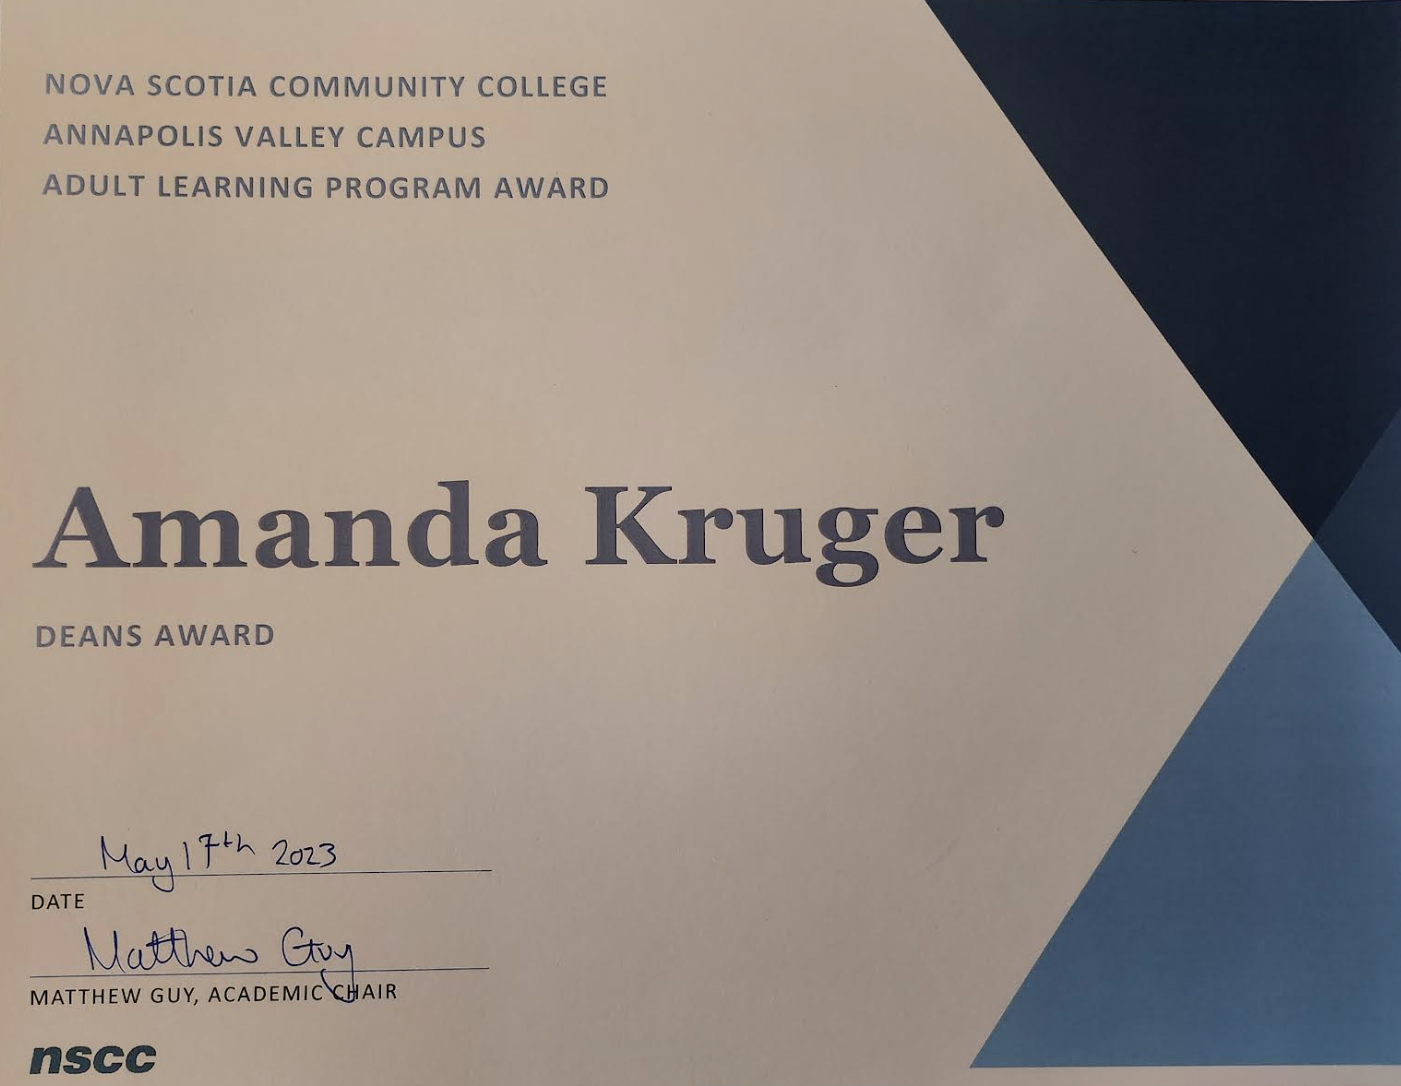 NOVA SCOTIA COMMUNITY COLLEGE
ANNAPOLIS VALLEY CAMPUS
ADULT LEARNING PROGRAM AWARD
Amanda Kruger
DEANS AWARD
May 17th 2023
DATE
Matthew Guy
MATTHEW GUY, ACADEMIC CHAIR
nscc